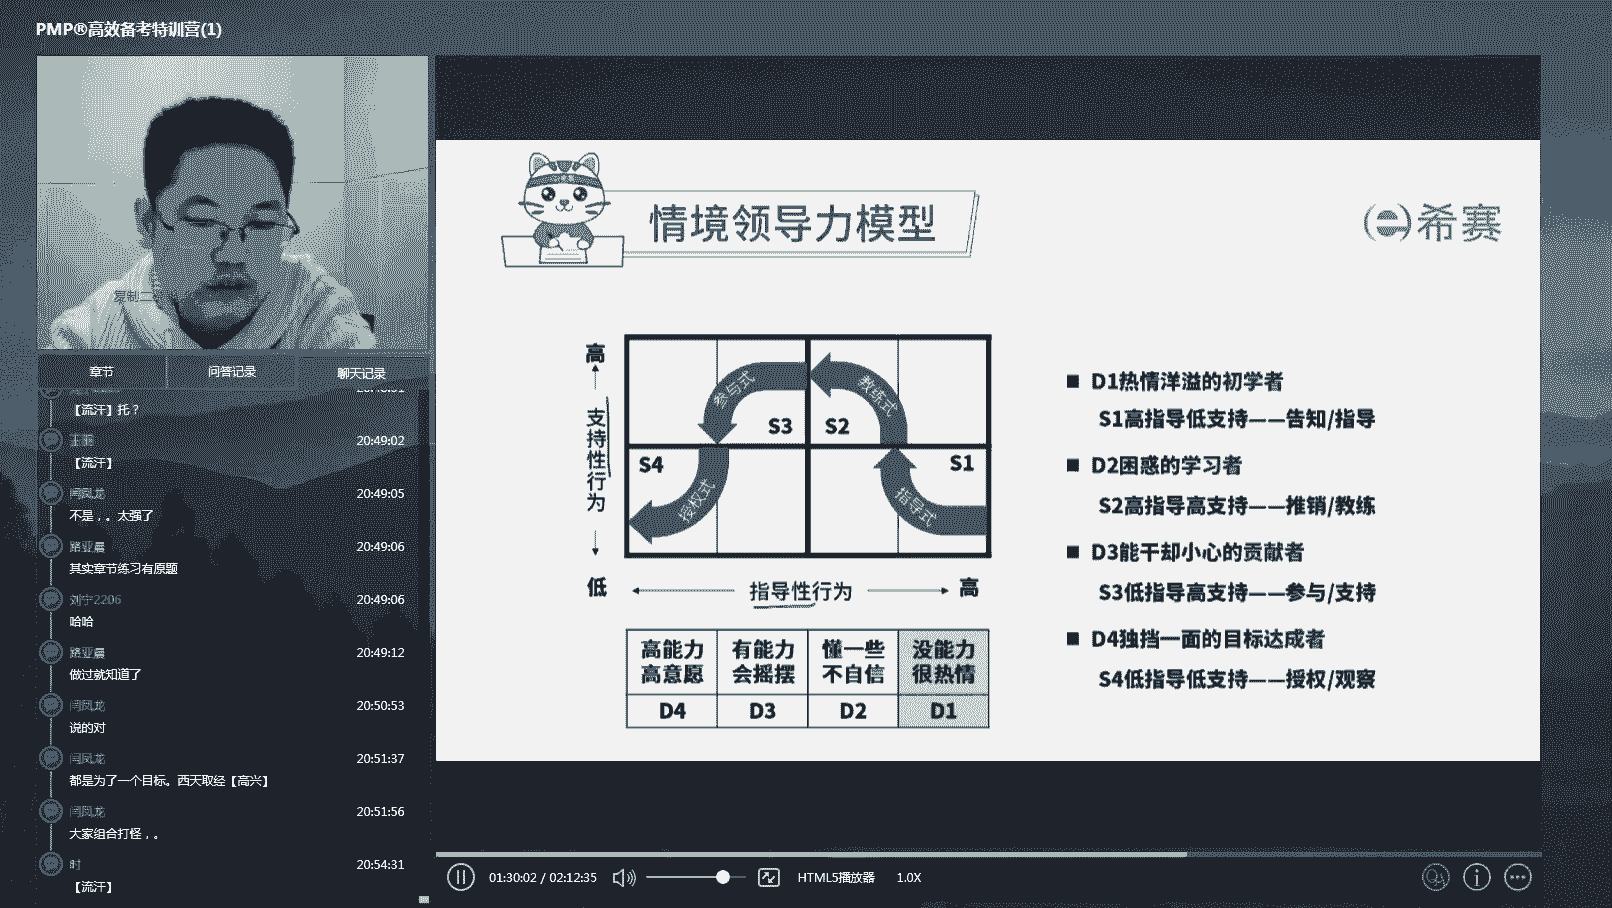 PMP®高效备考特训营(1)
复制二
章节
问答记录
聊天记录
【流汗】托？
王丽
20:49:02
【流汗】
闫凤龙
20:49:05
不是，。太强了
路亚晨
20:49:06
其实章节练习有原题
刘宁2206
20:49:06
哈哈
路亚晨
20:49:12
做过就知道了
闫凤龙
20:50:53
说的对
闫凤龙
20:51:37
都是为了一个目标。西天取经【高兴】
闫凤龙
20:51:56
大家组合打怪，。
时
20:54:31
【流汗】
情境领导力模型
希赛
高
支持性行为
低
参与式
教练式
S3
S2
S4
S1
授权式
指导式
指导性行为
高
高能力
高意愿
有能力
会摇摆
懂一些
不自信
没能力
很热情
D4
D3
D2
D1
D1热情洋溢的初学者
S1高指导低支持——告知/指导
D2困惑的学习者
S2高指导高支持——推销/教练
D3能干却小心的贡献者
S3低指导高支持——参与/支持
D4独挡一面的目标达成者
S4低指导低支持——授权/观察
01:30:02 / 02:12:35
HTML5播放器
1.0X